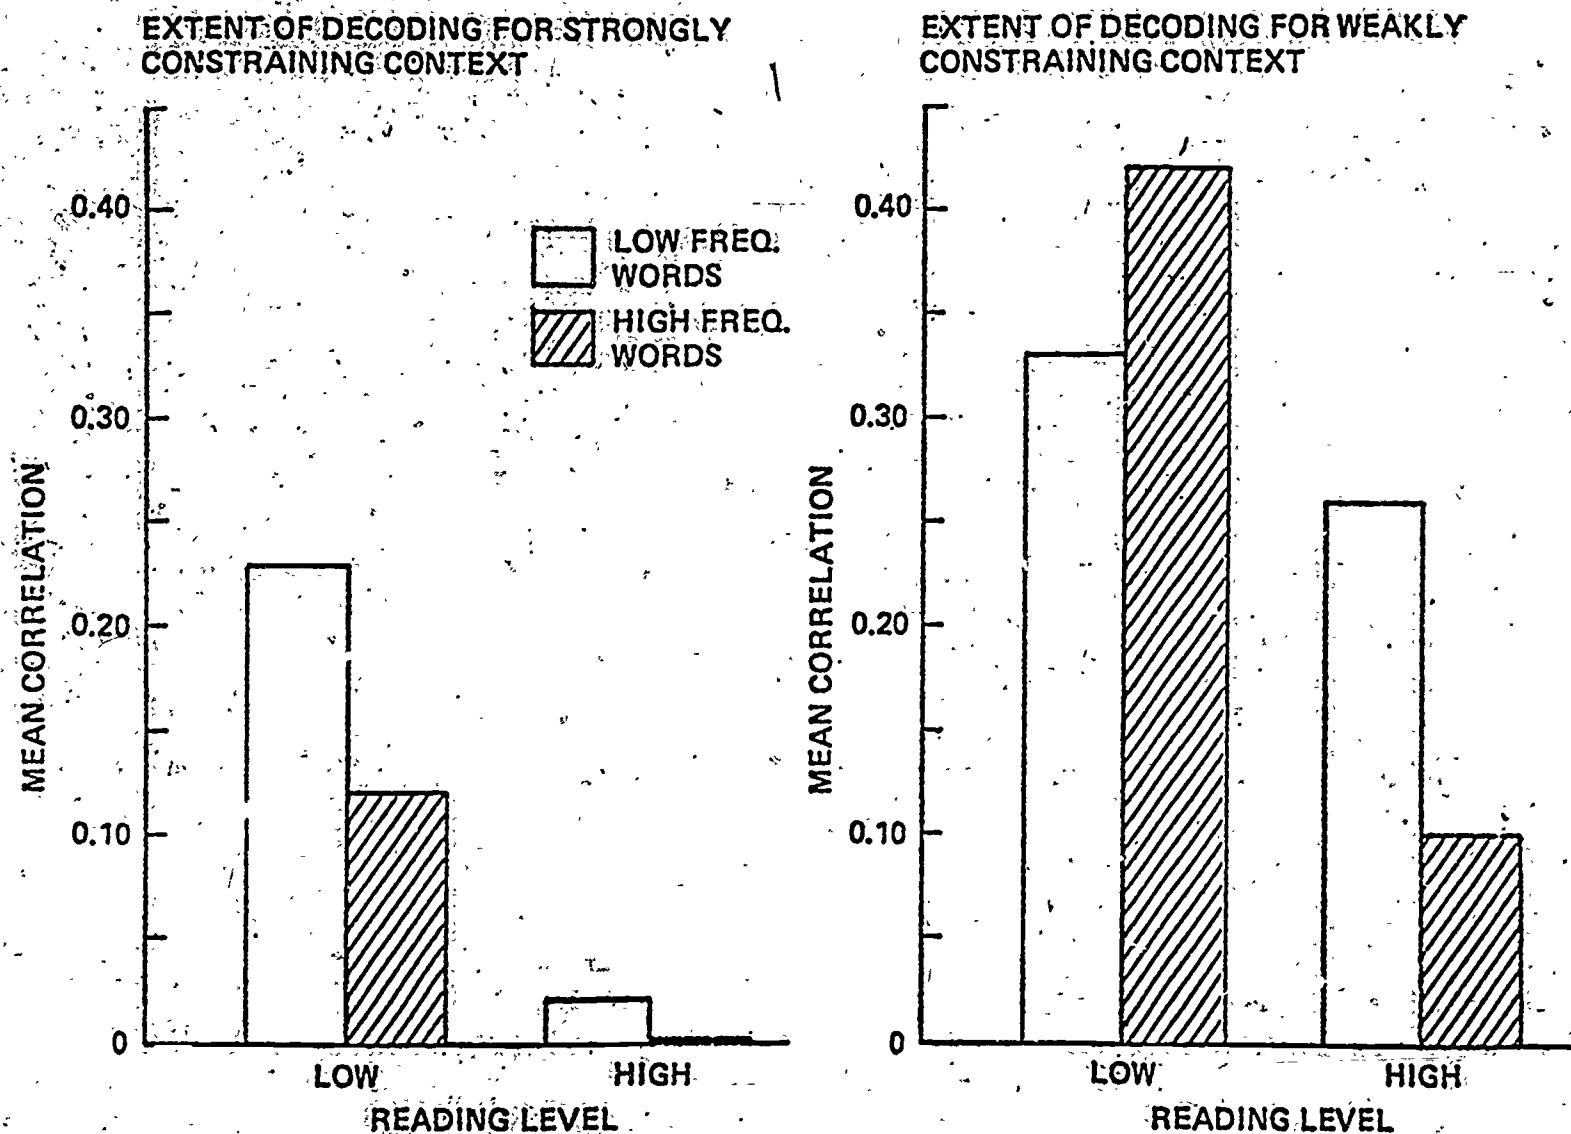 EXTENT OF DECODING FOR STRONGLY
CONSTRAINING CONTEXT
0.40
0.30
0.20
0.10
0
MEAN CORRELATION
LOW FREQ.
WORDS
HIGH FREQ.
WORDS
LOW
HIGH
READING LEVEL
EXTENT OF DECODING FOR WEAKLY
CONSTRAINING CONTEXT
0.40
0.30
0.20
0.10
0
MEAN CORRELATION
LOW
HIGH
READING LEVEL